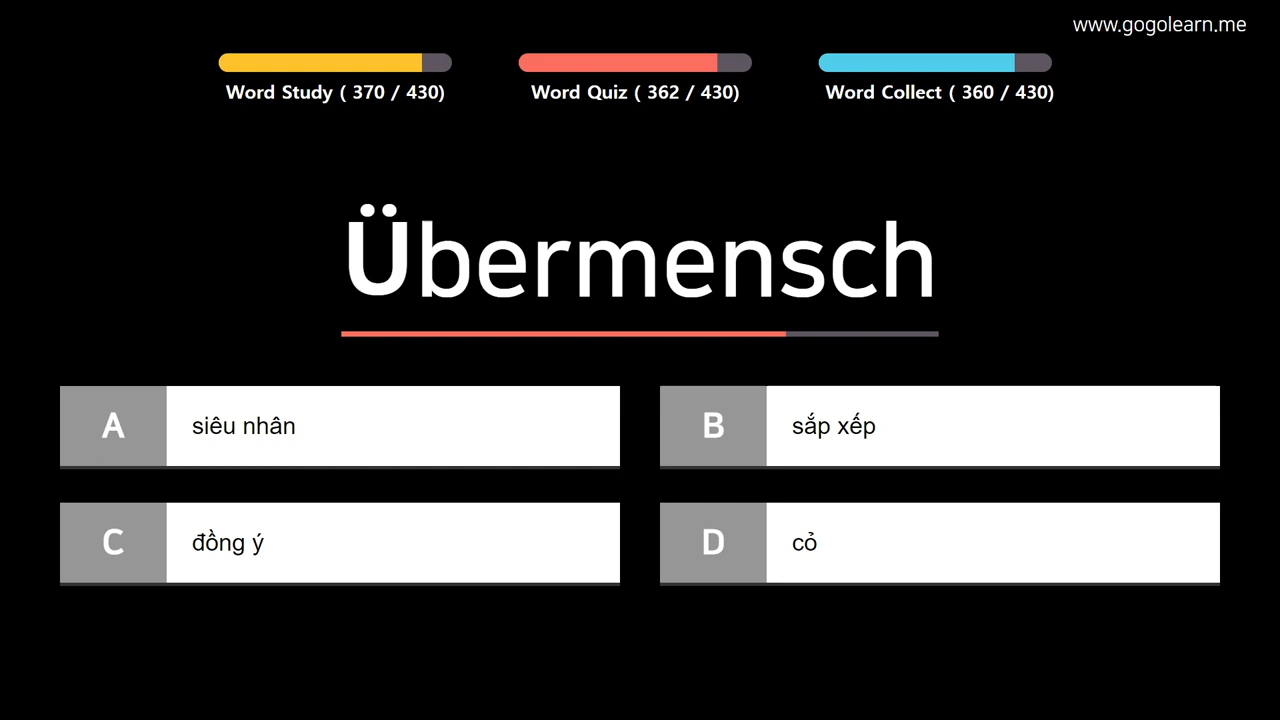 www.gogolearn.me
Word Study ( 370 / 430)
Word Quiz ( 362 / 430)
Word Collect ( 360 / 430)
Übermensch
A
siêu nhân
B
sắp xếp
C
đồng ý
D
cỏ